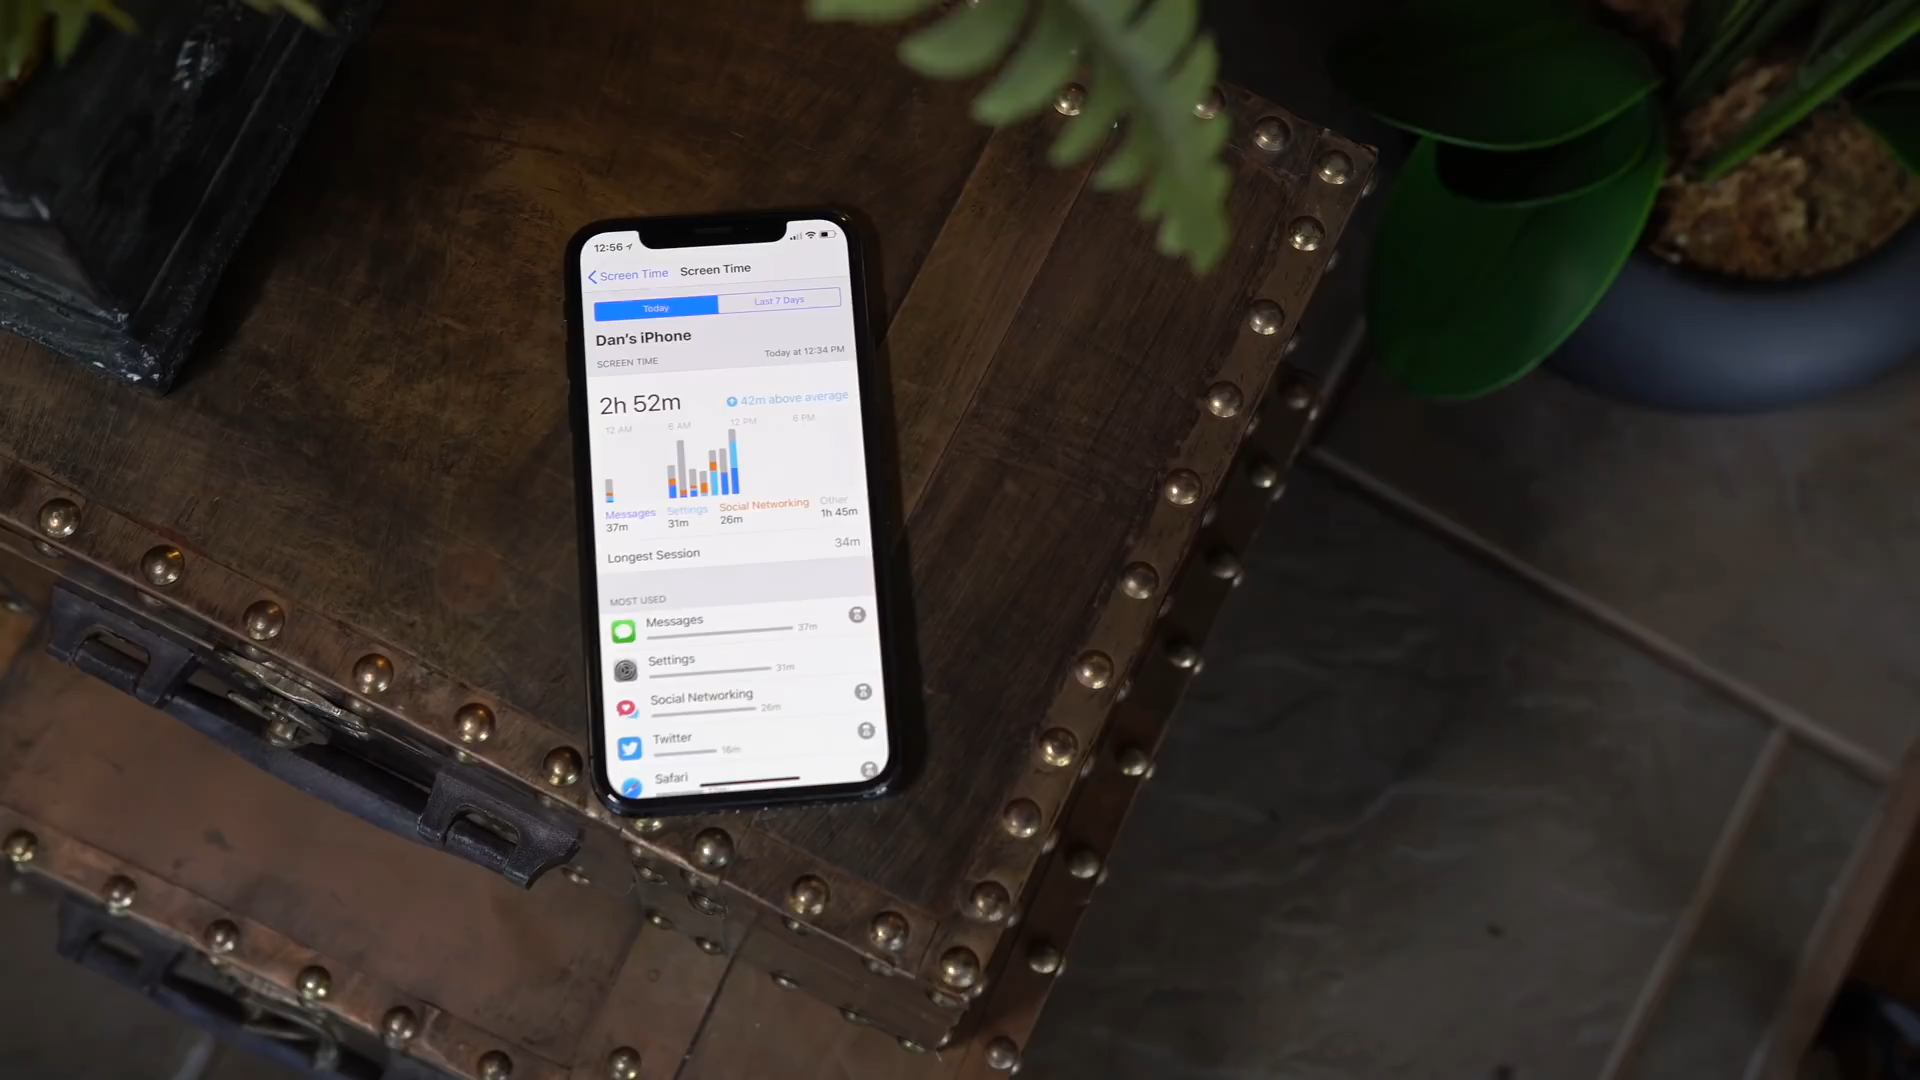 12:56
Screen Time Screen Time
Today Last 7 Days
Dan's iPhone
SCREEN TIME Today at 12:34 PM
2h 52m 42m above average
12 AM 6 AM 12 PM 6 PM
Messages Settings Social Networking Other
37m 31m 26m 1h 45m
Longest Session 34m
MOST USED
Messages
37m
Settings
31m
Social Networking
26m
Twitter
16m
Safari